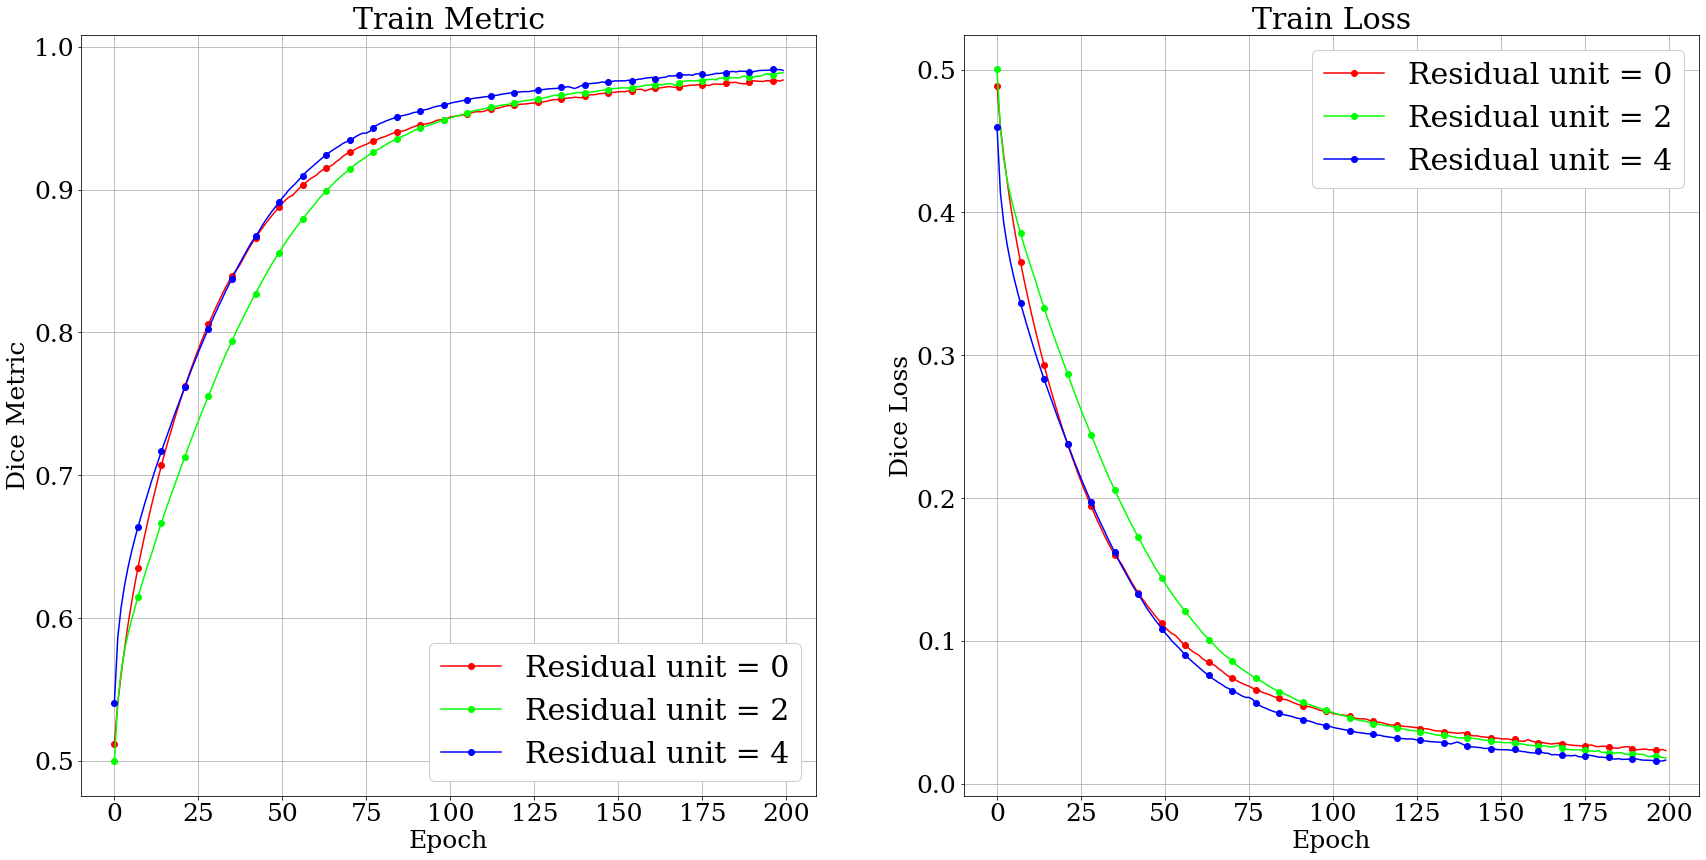 Train Metric
1.0
0.9
0.8
0.7
0.6
0.5
Dice Metric
Residual unit = 0
Residual unit = 2
Residual unit = 4
0 25 50 75 100 125 150 175 200
Epoch
Train Loss
0.5
0.4
0.3
0.2
0.1
0.0
Dice Loss
Residual unit = 0
Residual unit = 2
Residual unit = 4
0 25 50 75 100 125 150 175 200
Epoch